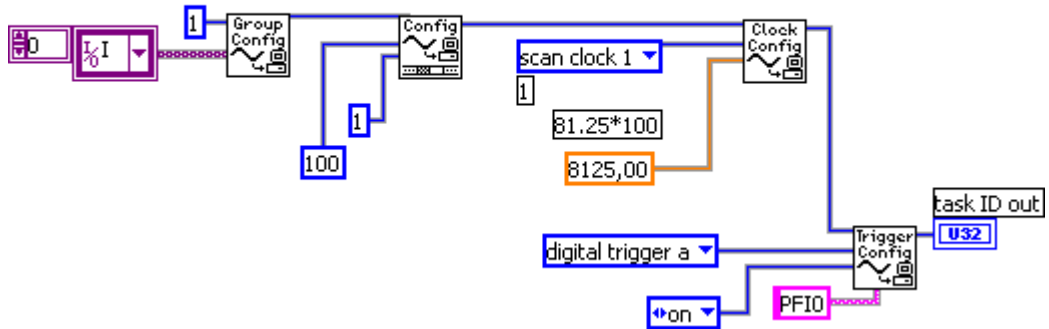 1
Group
Config
Config
Clock
Config
0
I/O I
scan clock 1
1
1
81.25*100
100
8125,00
task ID out
U32
Trigger
Config
digital trigger a
on
PFI0